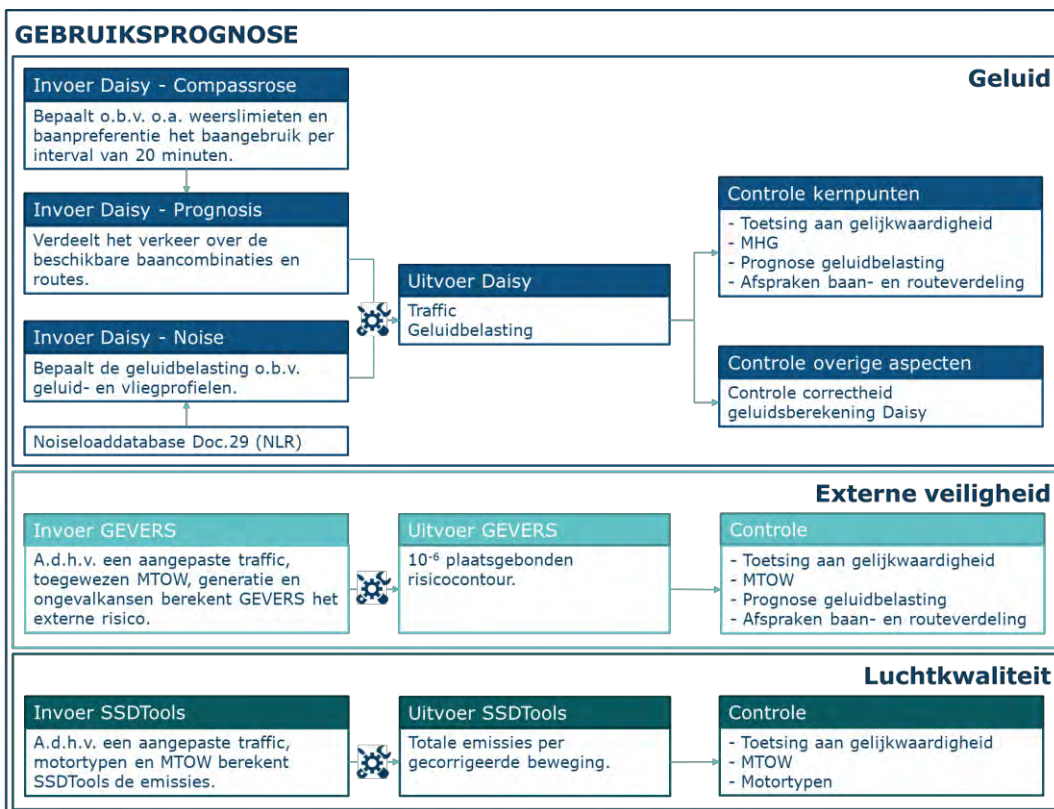 GEBRUIKSPROGNOSE
Geluid
Invoer Daisy - Compassrose
Bepaalt o.b.v. o.a. weerslimieten en
baanpreferentie het baangebruik per
interval van 20 minuten.
Invoer Daisy - Prognosis
Verdeelt het verkeer over de
beschikbare baancombinaties en
routes.
Invoer Daisy - Noise
Bepaalt de geluidbelasting o.b.v.
geluid- en vliegprofielen.
Noiseloaddatabase Doc.29 (NLR)
Uitvoer Daisy
Traffic
Geluidbelasting
Controle kernpunten
- Toetsing aan gelijkwaardigheid
- MHG
- Prognose geluidbelasting
- Afspraken baan- en routeverdeling
Controle overige aspecten
Controle correctheid
geluidsberekening Daisy
Externe veiligheid
Invoer GEVERS
A.d.h.v. een aangepaste traffic,
toegewezen MTOW, generatie en
ongevalkansen berekent GEVERS het
externe risico.
Uitvoer GEVERS
10⁻⁶ plaatsgebonden
risicocontour.
Controle
- Toetsing aan gelijkwaardigheid
- MTOW
- Prognose geluidbelasting
- Afspraken baan- en routeverdeling
Luchtkwaliteit
Invoer SSDTools
A.d.h.v. een aangepaste traffic,
motortypen en MTOW berekent
SSDTools de emissies.
Uitvoer SSDTools
Totale emissies per
gecorrigeerde beweging.
Controle
- Toetsing aan gelijkwaardigheid
- MTOW
- Motortypen